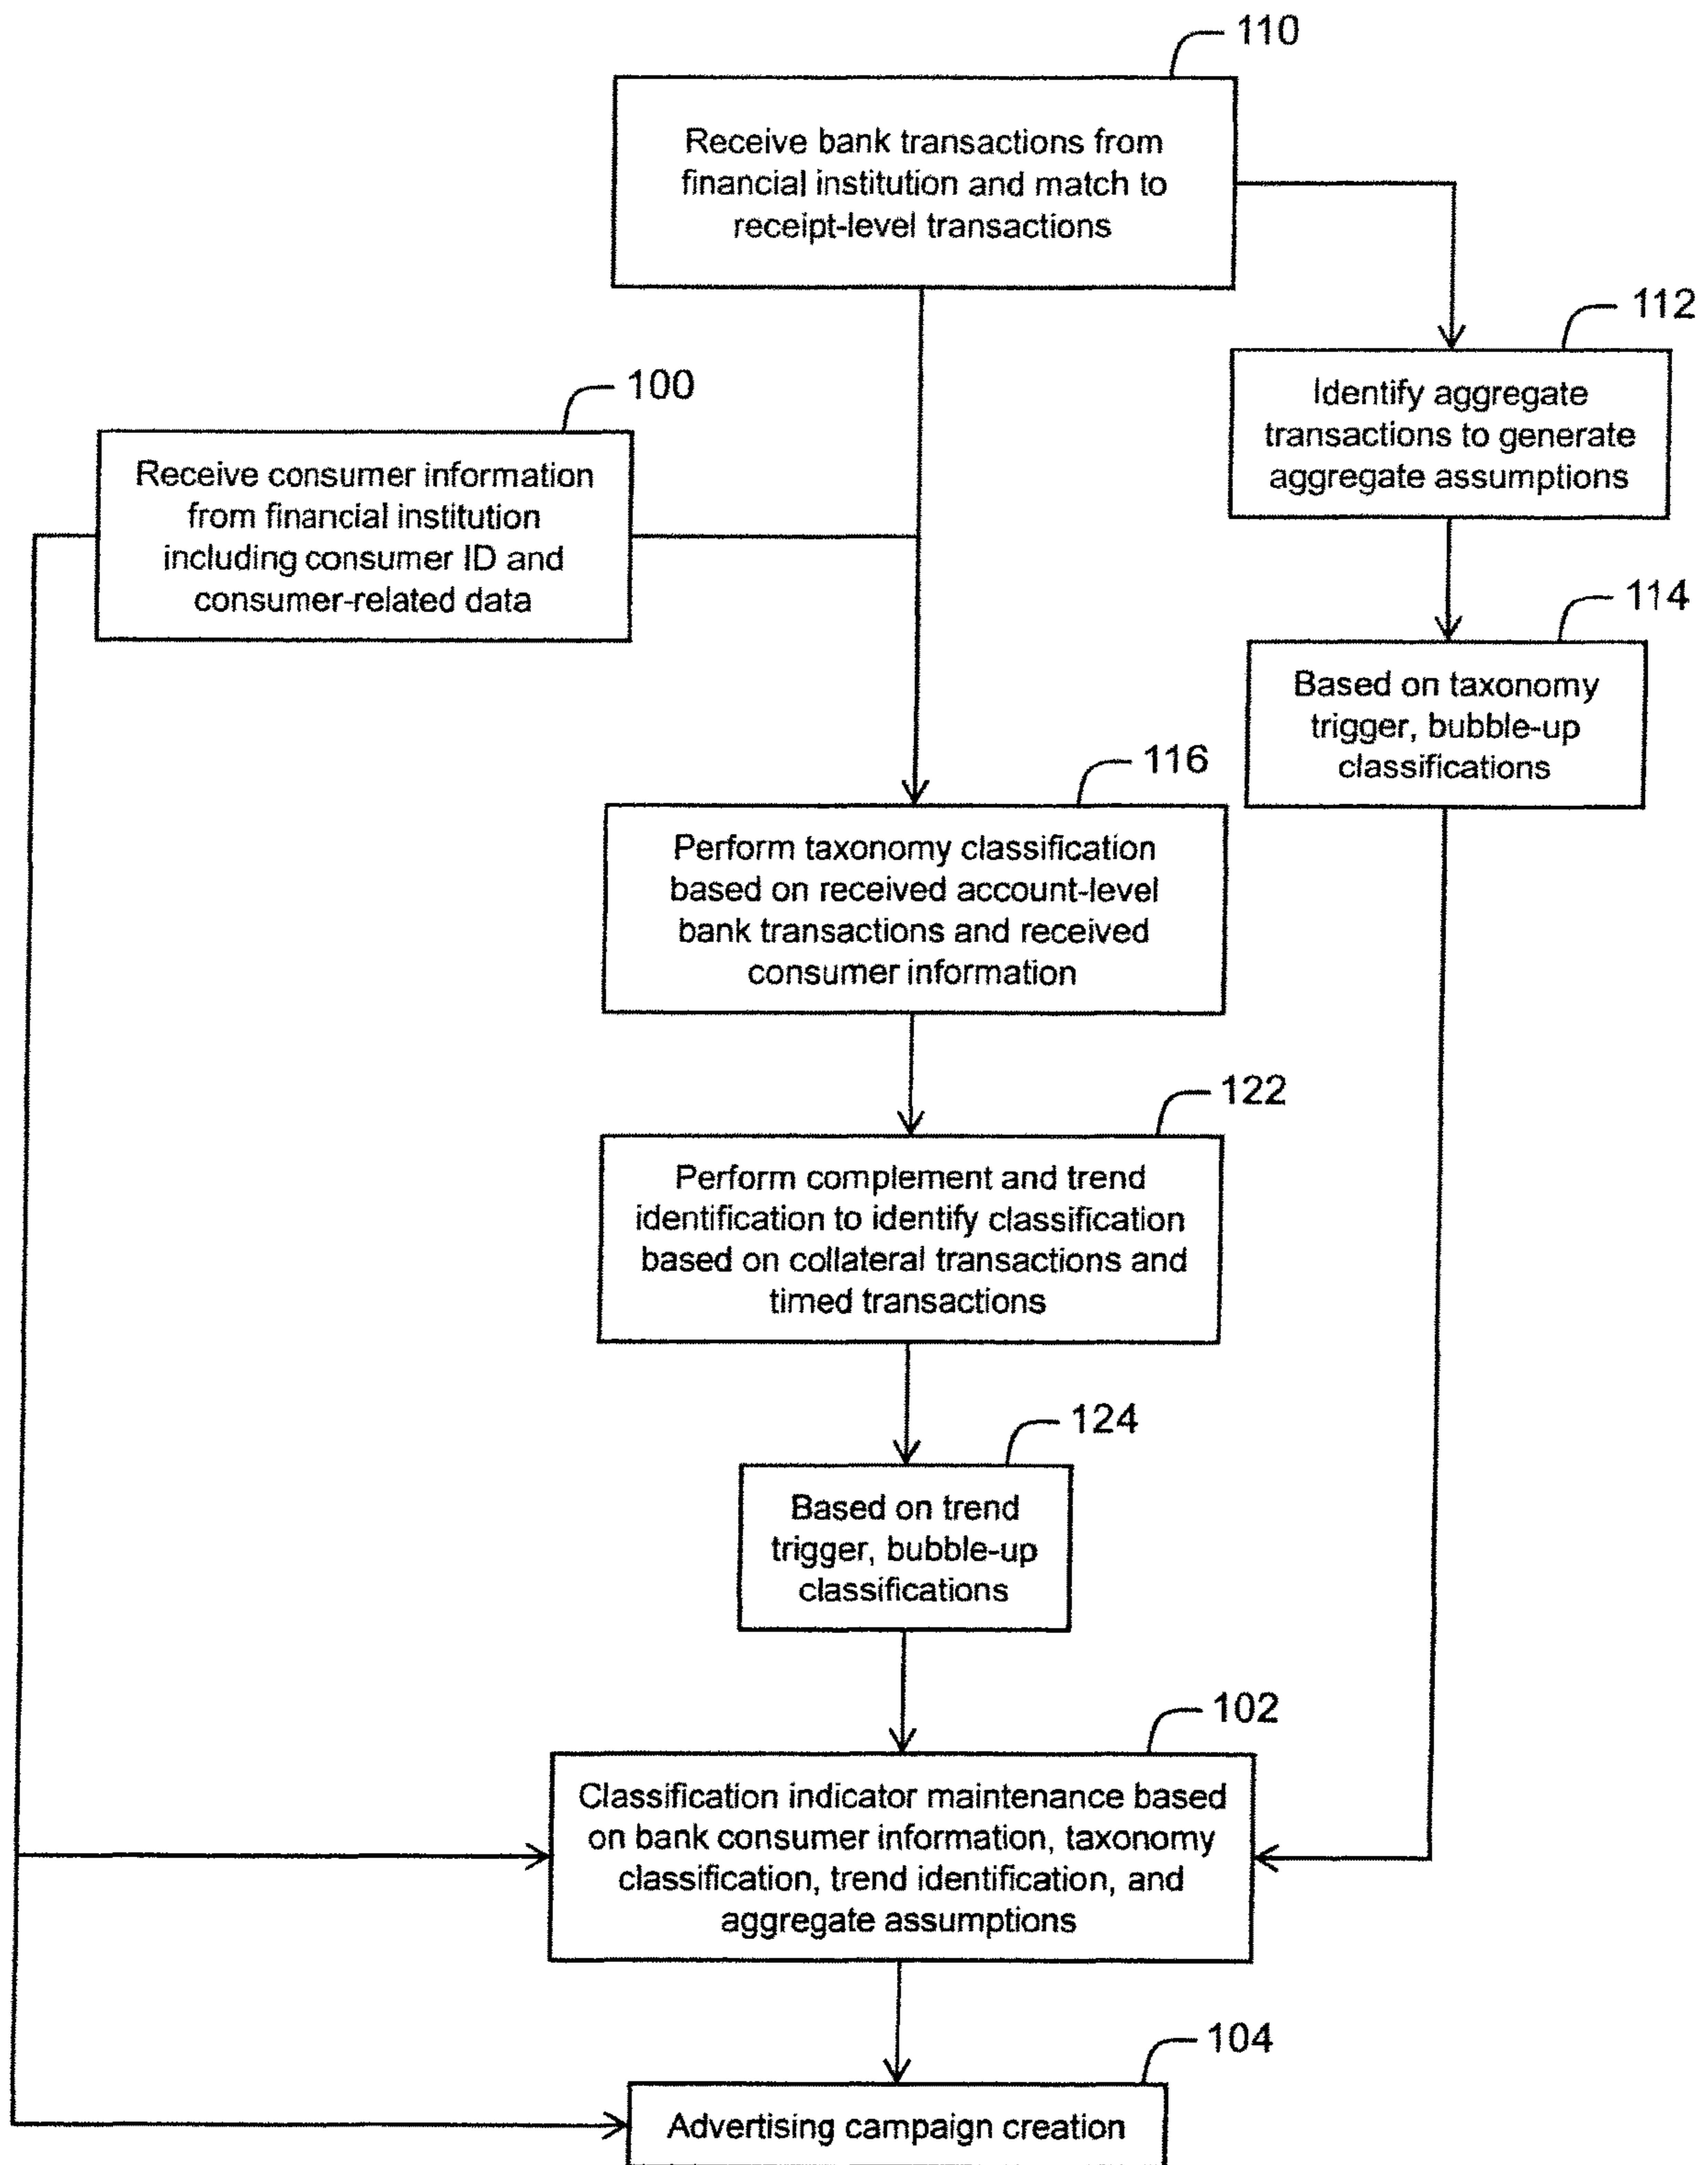 110
Receive bank transactions from
financial institution and match to
receipt-level transactions
112
Identify aggregate
transactions to generate
aggregate assumptions
100
Receive consumer information
from financial institution
including consumer ID and
consumer-related data
114
Based on taxonomy
trigger, bubble-up
classifications
116
Perform taxonomy classification
based on received account-level
bank transactions and received
consumer information
122
Perform complement and trend
identification to identify classification
based on collateral transactions and
timed transactions
124
Based on trend
trigger, bubble-up
classifications
102
Classification indicator maintenance based
on bank consumer information, taxonomy
classification, trend identification, and
aggregate assumptions
104
Advertising campaign creation